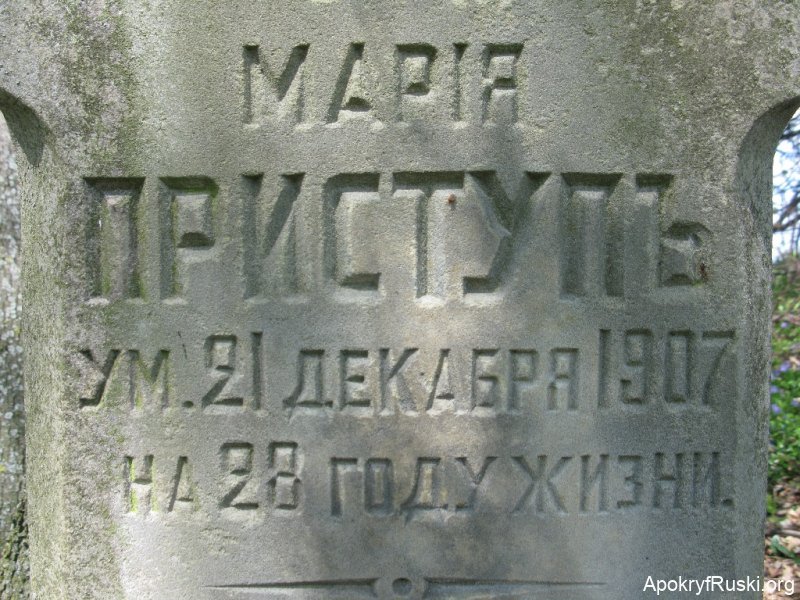 МАРІЯ
ПРИСТУПЪ
УМ. 21 ДЕКАБРЯ 1907
НА 28 ГОДУ ЖИЗНИ.
ApokryfRuski.org